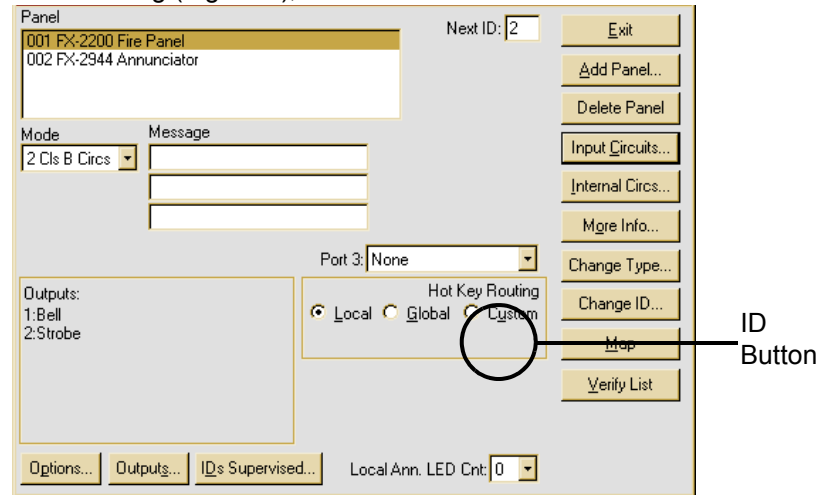 Panel
Next ID: 2
001 FX-2200 Fire Panel
002 FX-2944 Annunciator
Mode
Message
2 Cls B Circs
Port 3: None
Outputs:
1:Bell
2:Strobe
Hot Key Routing
Local Global Custom
Options... Outputs... IDs Supervised... Local Ann. LED Cnt: 0
Exit
Add Panel...
Delete Panel
Input Circuits...
Internal Circs...
More Info...
Change Type...
Change ID...
Map
Verify List
ID
Button